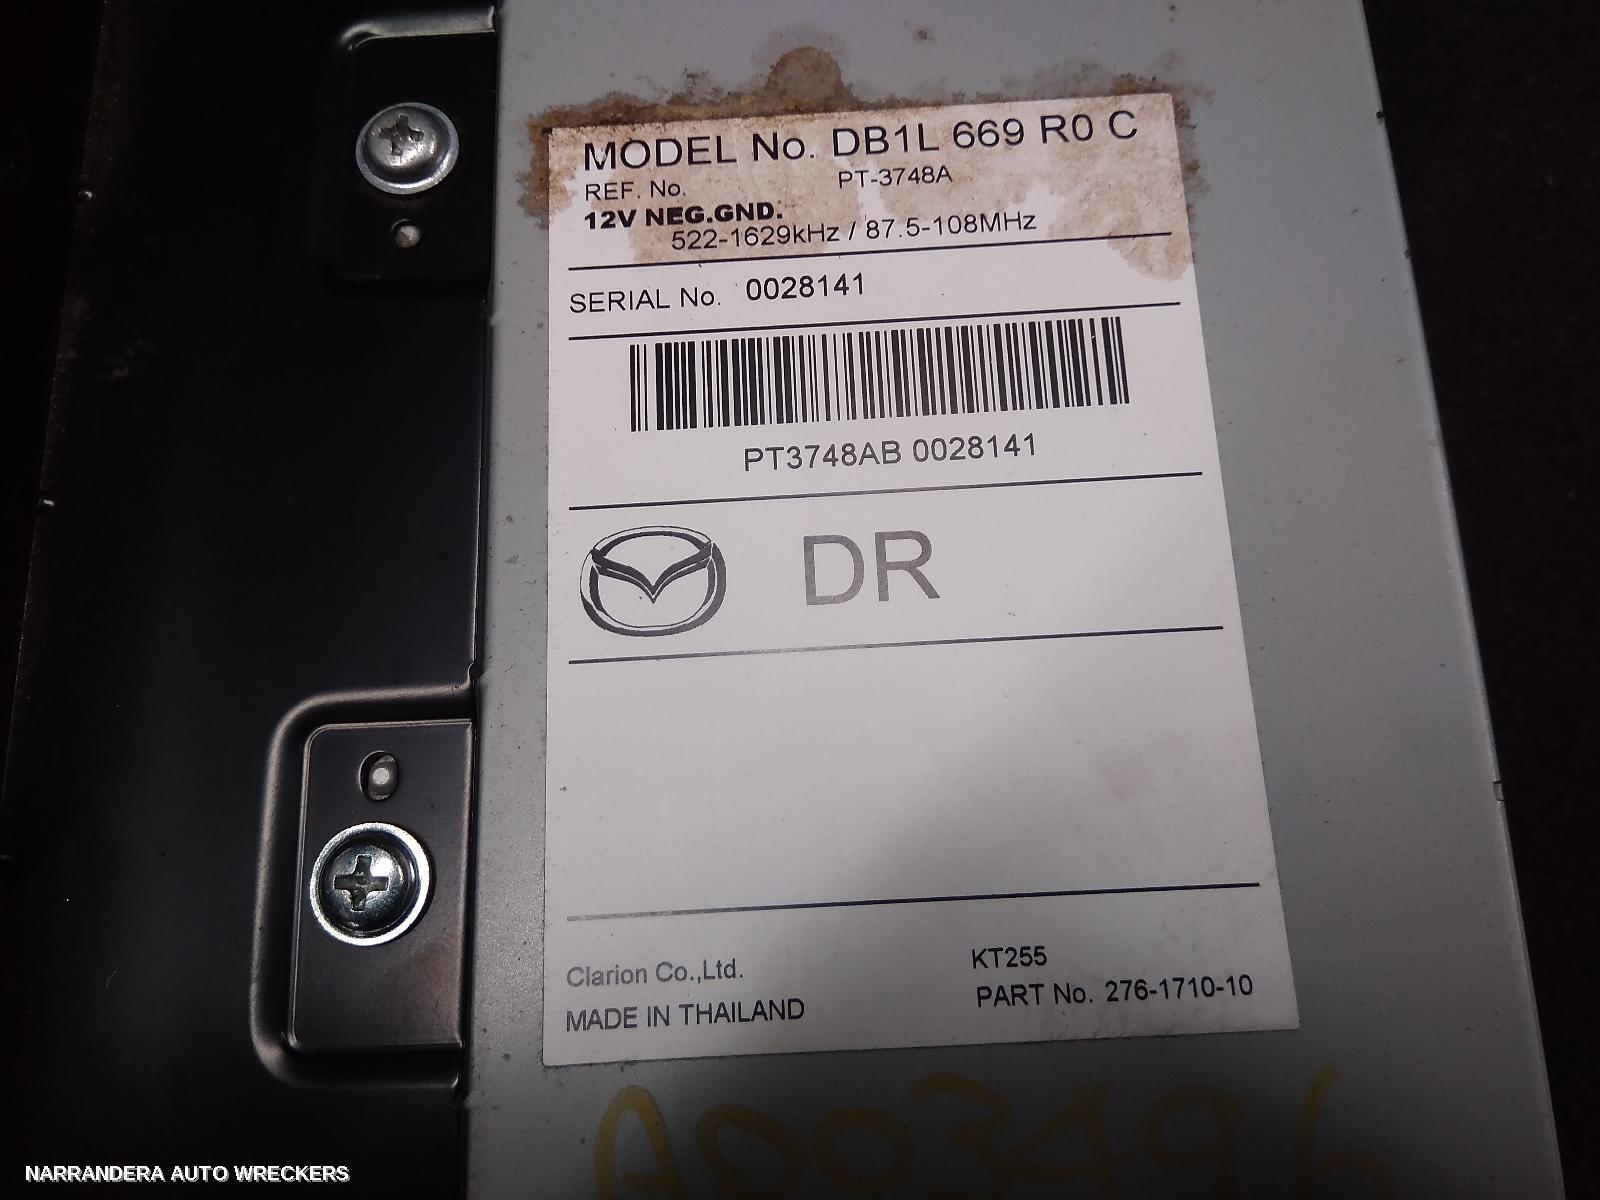 MODEL No. DB1L 669 R0 C
REF. No. PT-3748A
12V NEG.GND.
522-1629kHz / 87.5-108MHz
SERIAL No. 0028141
PT3748AB 0028141
DR
Clarion Co.,Ltd. KT255
MADE IN THAILAND PART No. 276-1710-10
NARRANDERA AUTO WRECKERS